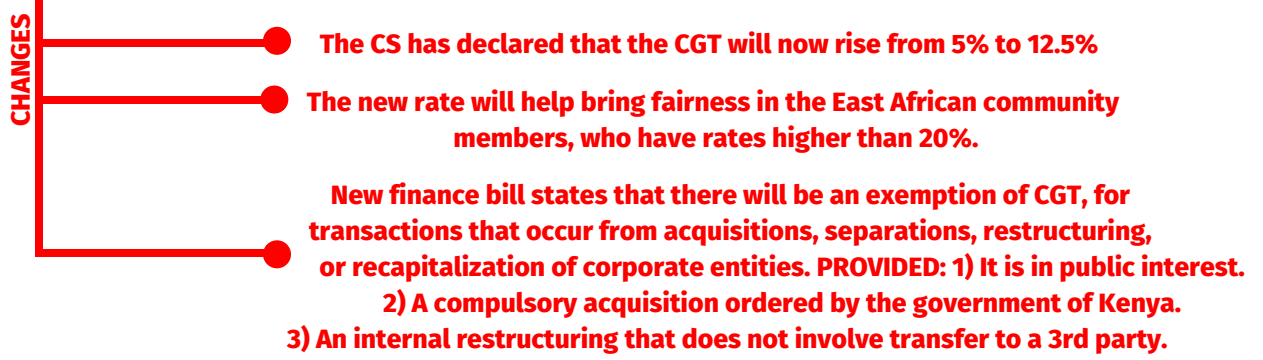 CHANGES
The CS has declared that the CGT will now rise from 5% to 12.5%
The new rate will help bring fairness in the East African community
members, who have rates higher than 20%.
New finance bill states that there will be an exemption of CGT, for
transactions that occur from acquisitions, separations, restructuring,
or recapitalization of corporate entities. PROVIDED: 1) It is in public interest.
2) A compulsory acquisition ordered by the government of Kenya.
3) An internal restructuring that does not involve transfer to a 3rd party.